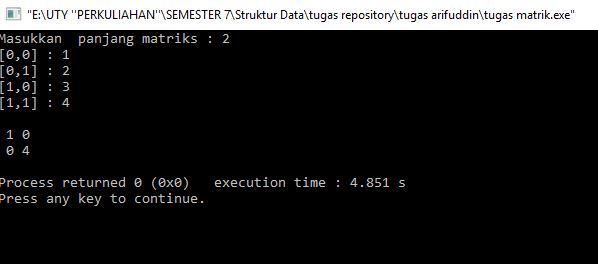 "E:\UTY "PERKULIAHAN"\SEMESTER 7\Struktur Data\tugas repository\tugas arifuddin\tugas matrik.exe"
Masukkan  panjang matriks : 2
[0,0] : 1
[0,1] : 2
[1,0] : 3
[1,1] : 4
1 0
0 4
Process returned 0 (0x0)   execution time : 4.851 s
Press any key to continue.